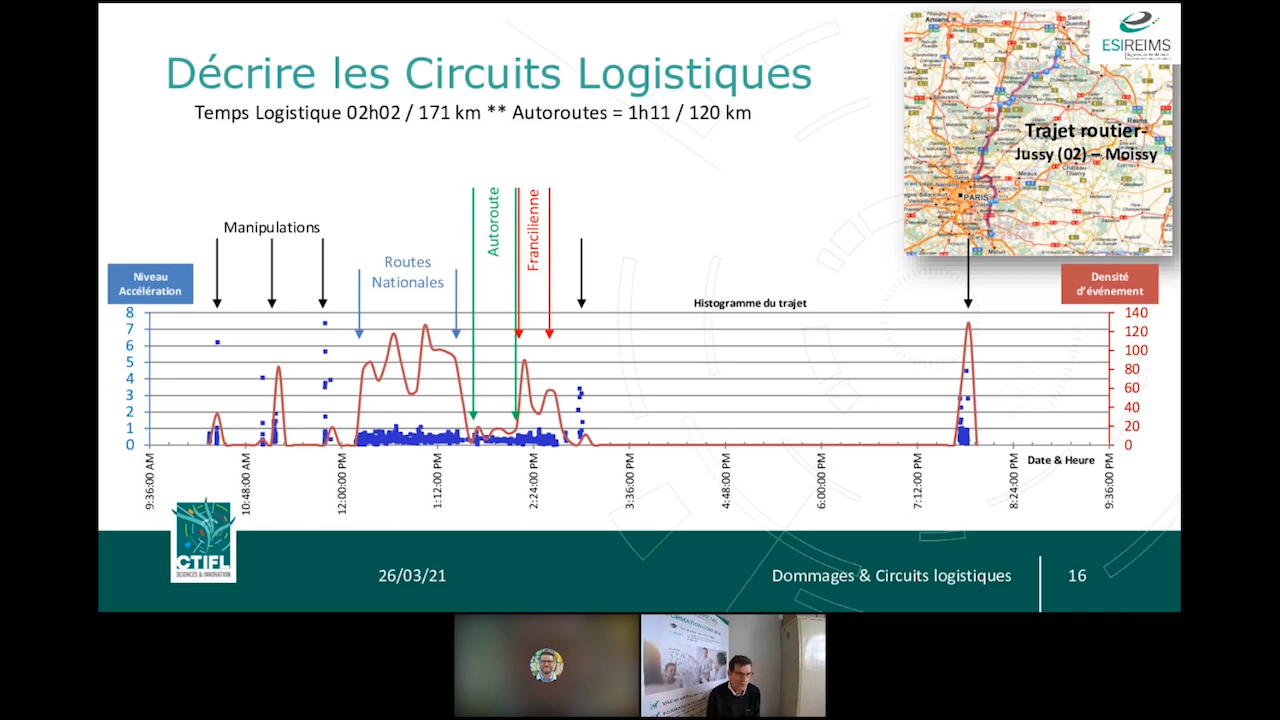 Décrire les Circuits Logistiques
Temps Logistique 02h02 / 171 km ** Autoroutes = 1h11 / 120 km
ESIREIMS
Trajet routier-
Jussy (02) – Moissy
PARIS
Manipulations
Routes
Nationales
Autoroute
Francilienne
Niveau
Accélération
Densité
d'événement
Histogramme du trajet
8
7
6
5
4
3
2
1
0
140
120
100
80
60
40
20
0
9:36:00 AM
10:48:00 AM
12:00:00 PM
1:12:00 PM
2:24:00 PM
3:36:00 PM
4:48:00 PM
6:00:00 PM
7:12:00 PM
8:24:00 PM
9:36:00 PM
Date & Heure
CTIFL
SCIENCES & INNOVATION
26/03/21
Dommages & Circuits logistiques
16